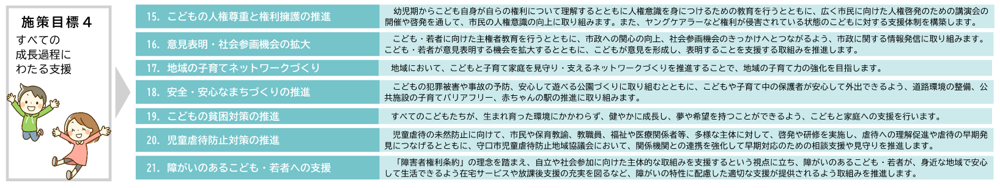 施策目標４
すべての
成長過程に
わたる支援
15. こどもの人権尊重と権利擁護の推進
幼児期からこども自身が自らの権利について理解するとともに人権意識を身につけるための教育を行うとともに、広く市民に向けた人権啓発のための講演会の
開催や啓発を通して、市民の人権意識の向上に取り組みます。また、ヤングケアラーなど権利が侵害されている状態のこどもに対する支援体制を構築します。
16. 意見表明・社会参画機会の拡大
こども・若者に向けた主権者教育を行うとともに、市政への関心の向上、社会参画機会のきっかけへとつながるよう、市政に関する情報発信に取り組みます。
こども・若者が意見表明する機会を拡大するとともに、こどもが意見を形成し、表明することを支援する取組みを推進します。
17. 地域の子育てネットワークづくり
地域において、こどもと子育て家庭を見守り・支えるネットワークづくりを推進することで、地域の子育て力の強化を目指します。
18. 安全・安心なまちづくりの推進
こどもの犯罪被害や事故の予防、安心して遊べる公園づくりに取り組むとともに、こどもや子育て中の保護者が安心して外出できるよう、道路環境の整備、公
共施設の子育てバリアフリー、赤ちゃんの駅の推進に取り組みます。
19. こどもの貧困対策の推進
すべてのこどもたちが、生まれ育った環境にかかわらず、健やかに成長し、夢や希望を持つことができるよう、こどもと家庭への支援を行います。
20. 児童虐待防止対策の推進
児童虐待の未然防止に向けて、市民や保育教諭、教職員、福祉や医療関係者等、多様な主体に対して、啓発や研修を実施し、虐待への理解促進や虐待の早期発
見につなげるとともに、守口市児童虐待防止地域協議会において、関係機関との連携を強化して早期対応のための相談支援や見守りを推進します。
21. 障がいのあるこども・若者への支援
「障害者権利条約」の理念を踏まえ、自立や社会参加に向けた主体的な取組みを支援するという視点に立ち、障がいのあるこども・若者が、身近な地域で安心
して生活できるよう在宅サービスや放課後支援の充実を図るなど、障がいの特性に配慮した適切な支援が提供されるよう取組みを推進します。